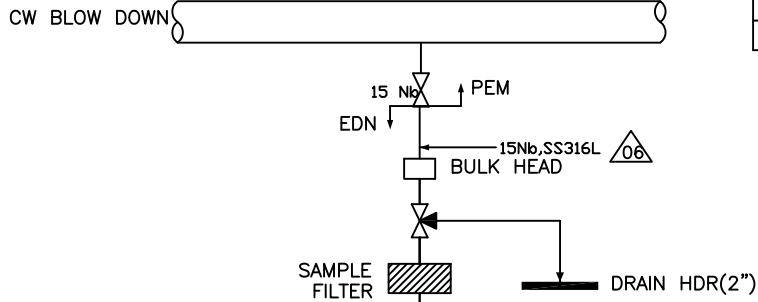 CW BLOW DOWN
15 Nb
PEM
EDN
15Nb,SS316L
06
BULK HEAD
SAMPLE
FILTER
DRAIN HDR(2")